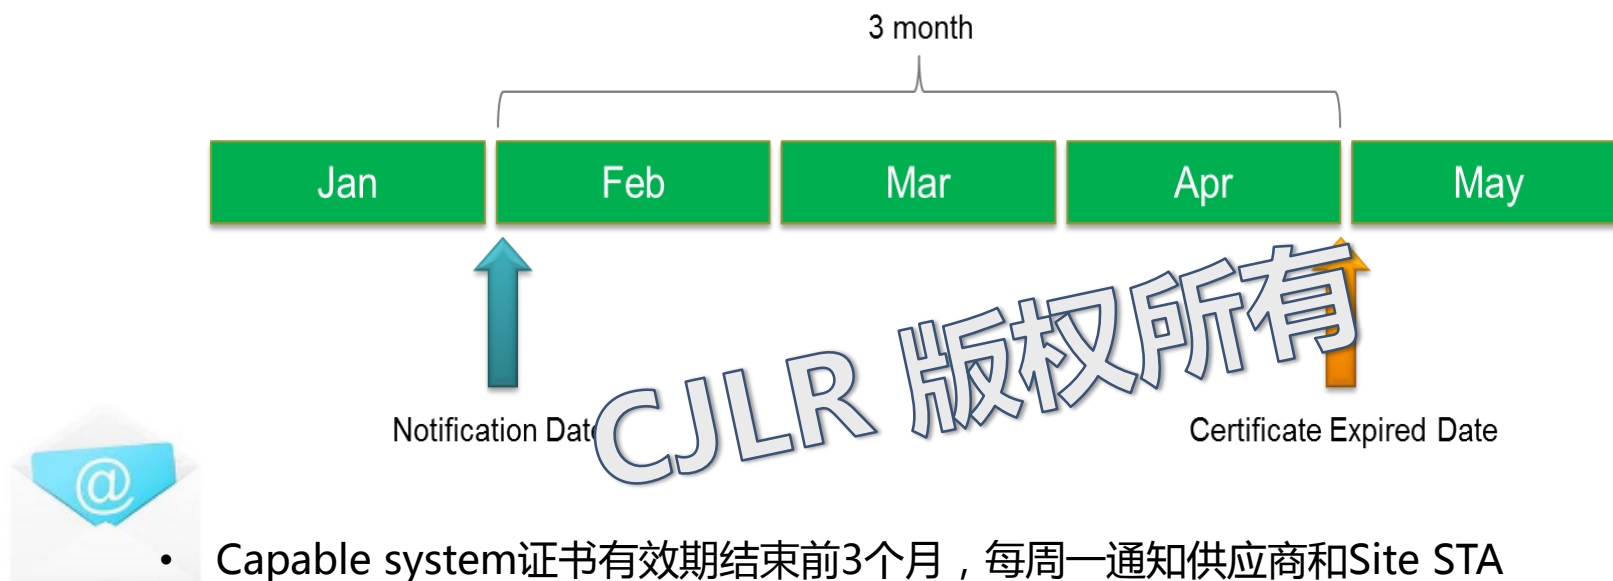 3 month
Jan Feb Mar Apr May
CJLR 版权所有
Notification Date Certificate Expired Date
@
• Capable system证书有效期结束前3个月，每周一通知供应商和Site STA